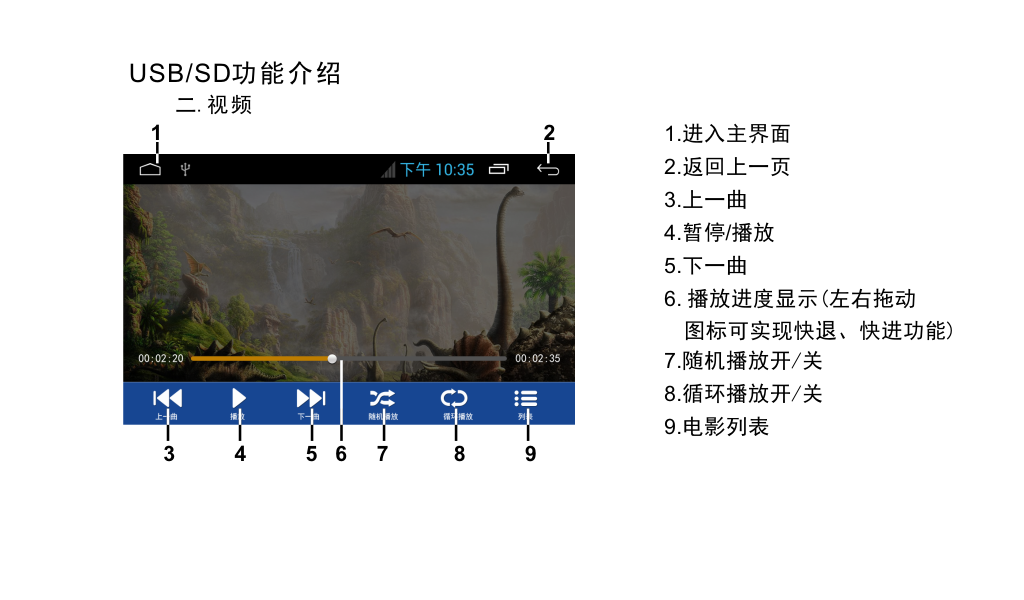 USB/SD功能介绍
二.视频
1
2
下午 10:35
00:02:20
00:02:35
上一曲
播放
下一曲
随机播放
循环播放
列表
3
4
5
6
7
8
9
1.进入主界面
2.返回上一页
3.上一曲
4.暂停/播放
5.下一曲
6. 播放进度显示(左右拖动
图标可实现快退、快进功能)
7.随机播放开/关
8.循环播放开/关
9.电影列表